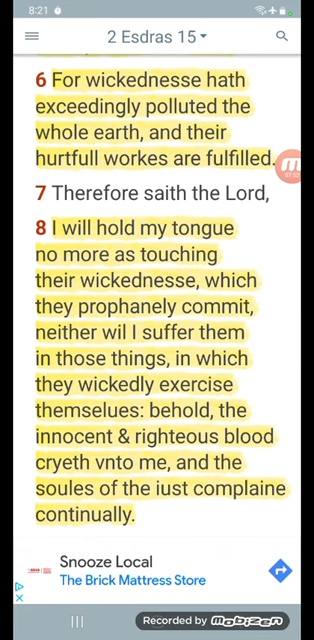 8:21
2 Esdras 15
6 For wickednesse hath
exceedingly polluted the
whole earth, and their
hurtfull workes are fulfilled.
7 Therefore saith the Lord,
8 I will hold my tongue
no more as touching
their wickednesse, which
they prophanely commit,
neither wil I suffer them
in those things, in which
they wickedly exercise
themselues: behold, the
innocent & righteous blood
cryeth vnto me, and the
soules of the iust complaine
continually.
Snooze Local
The Brick Mattress Store
Recorded by Mobizen